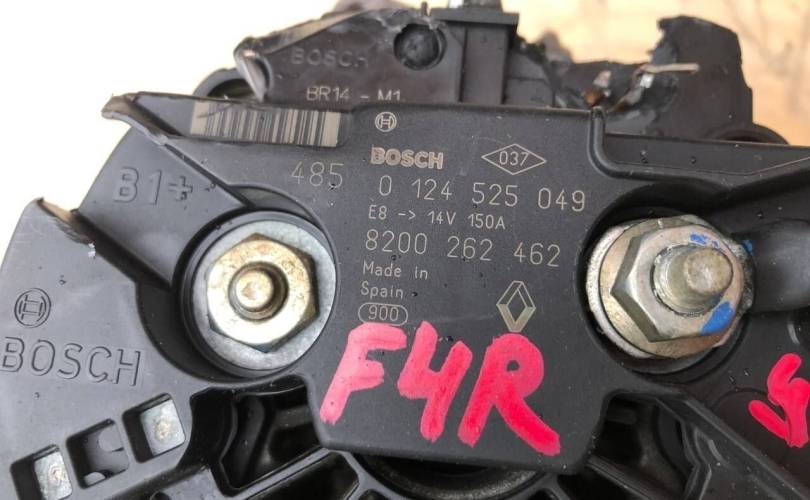 BOSCH
BR14 - M1
BOSCH
037
485 0 124 525 049
B1+
E8 -> 14V 150A
8200 262 462
Made in
Spain
900
BOSCH
F4R